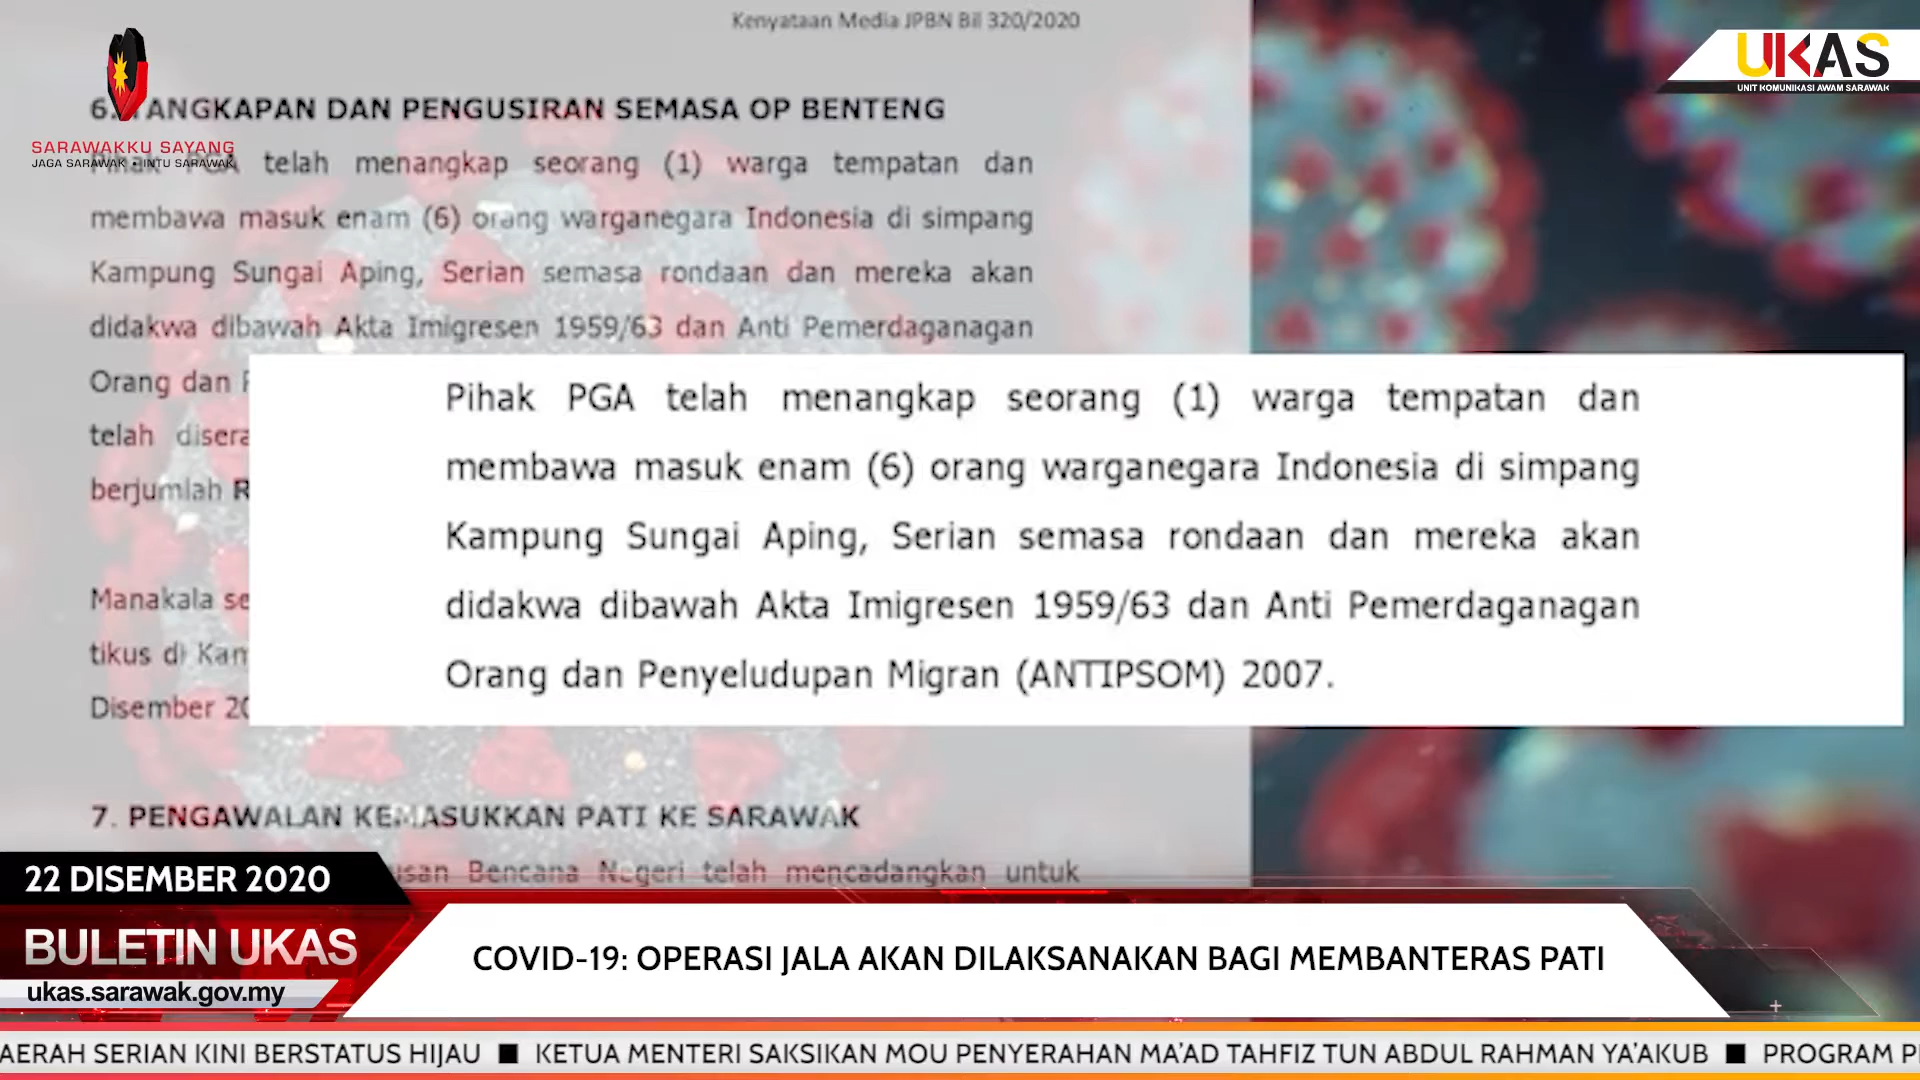 Kenyataan Media JPBN Bil 320/2020
UKAS
UNIT KOMUNIKASI AWAM SARAWAK
6. TANGKAPAN DAN PENGUSIRAN SEMASA OP BENTENG
SARAWAKKU SAYANG
JAGA SARAWAK • INTU SARAWAK
Pihak PGA telah menangkap seorang (1) warga tempatan dan
membawa masuk enam (6) orang warganegara Indonesia di simpang
Kampung Sungai Aping, Serian semasa rondaan dan mereka akan
didakwa dibawah Akta Imigresen 1959/63 dan Anti Pemerdaganagan
Orang dan
telah
berjumlah
Manakala
tikus di
Disember
Pihak PGA telah menangkap seorang (1) warga tempatan dan
membawa masuk enam (6) orang warganegara Indonesia di simpang
Kampung Sungai Aping, Serian semasa rondaan dan mereka akan
didakwa dibawah Akta Imigresen 1959/63 dan Anti Pemerdaganagan
Orang dan Penyeludupan Migran (ANTIPSOM) 2007.
7. PENGAWALAN KEMASUKKAN PATI KE SARAWAK
Bencana Negeri telah mencadangkan untuk
22 DISEMBER 2020
BULETIN UKAS
ukas.sarawak.gov.my
COVID-19: OPERASI JALA AKAN DILAKSANAKAN BAGI MEMBANTERAS PATI
AERAH SERIAN KINI BERSTATUS HIJAU ■ KETUA MENTERI SAKSIKAN MOU PENYERAHAN MA'AD TAHFIZ TUN ABDUL RAHMAN YA'AKUB ■ PROGRAM